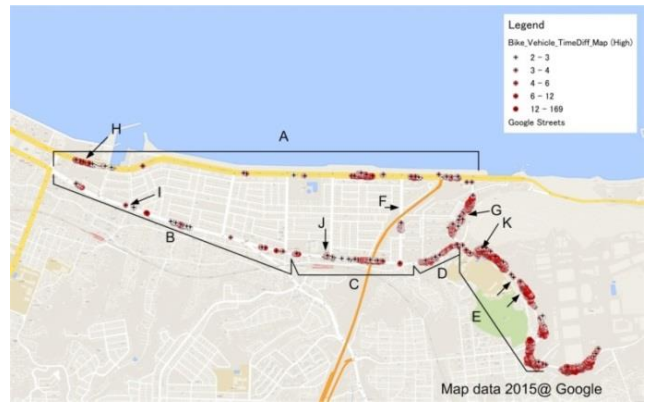 Legend
Bike_Vehicle_TimeDiff_Map (High)
2 - 3
3 - 4
4 - 6
6 - 12
12 - 169
Google Streets
H
A
I
B
F
G
J
K
C
D
E
Map data 2015@ Google